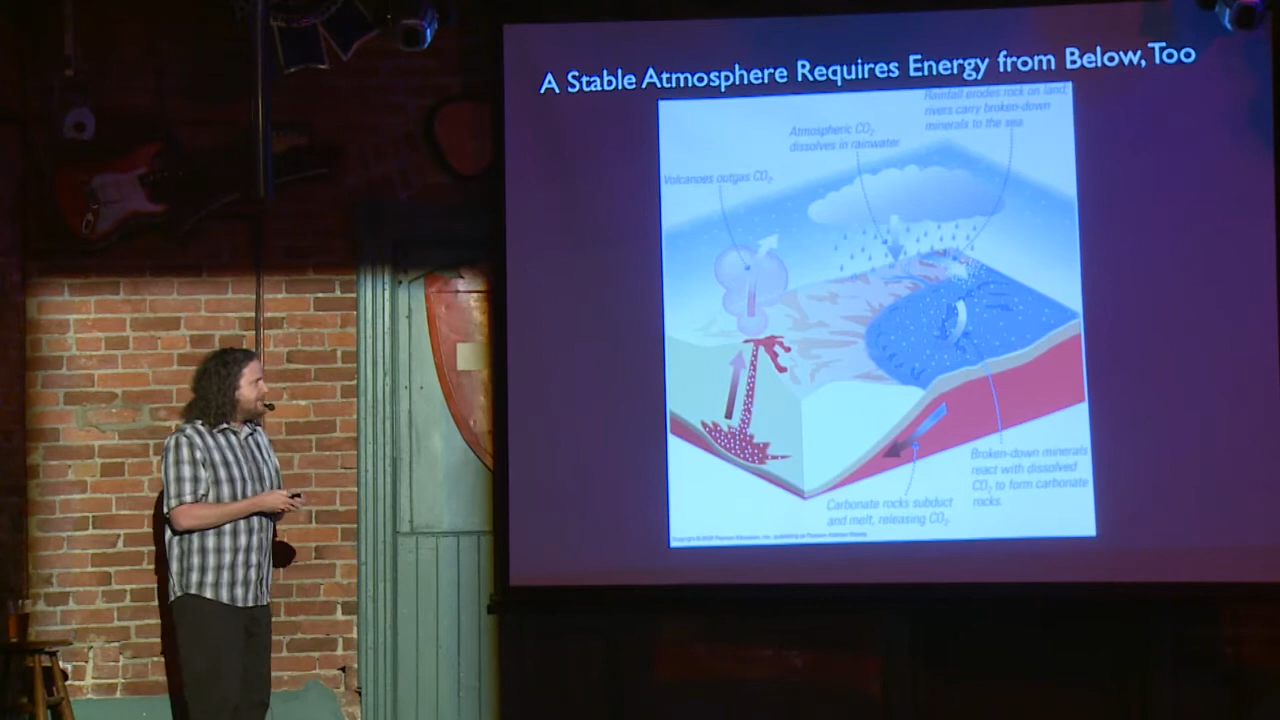 A Stable Atmosphere Requires Energy from Below, Too
Rainfall erodes rock on land;
rivers carry broken-down
minerals to the sea
Atmospheric CO₂
dissolves in rainwater
Volcanoes outgas CO₂.
Broken-down minerals
react with dissolved
CO₂ to form carbonate
rocks.
Carbonate rocks subduct
and melt, releasing CO₂